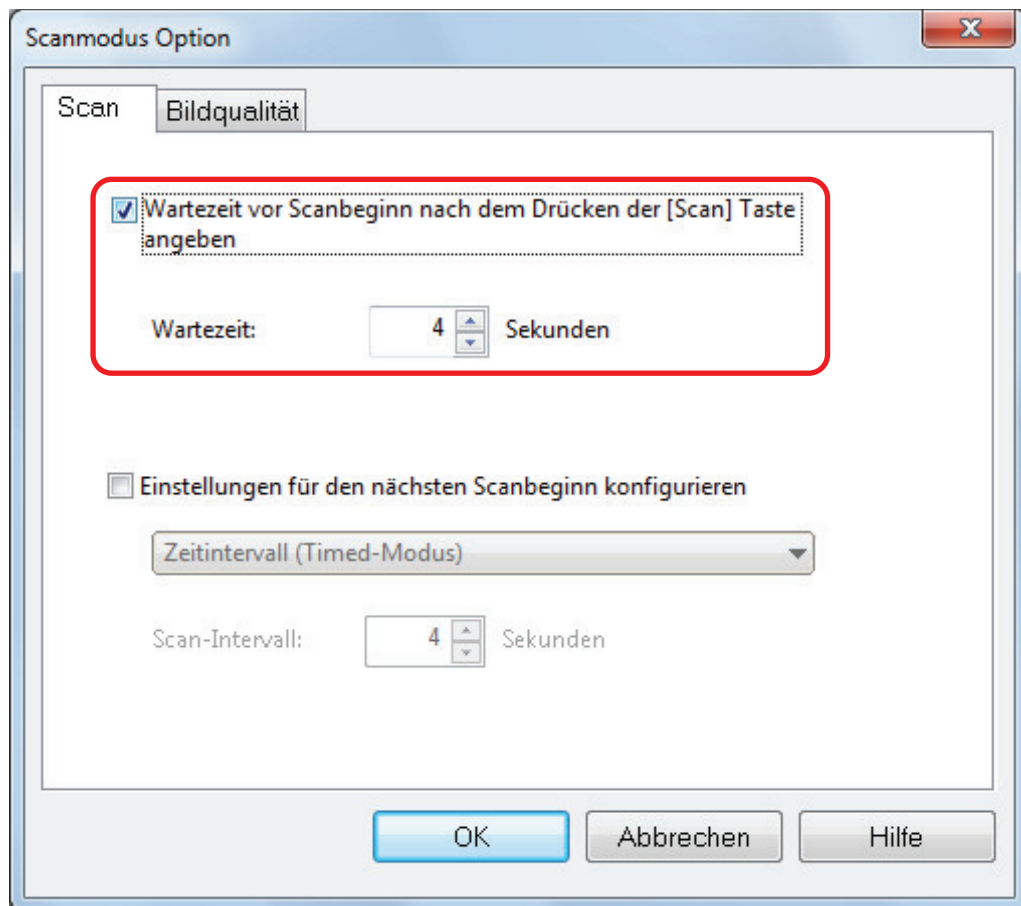 Scanmodus Option
Scan
Bildqualität
Wartezeit vor Scanbeginn nach dem Drücken der [Scan] Taste
angeben
Wartezeit:
4
Sekunden
Einstellungen für den nächsten Scanbeginn konfigurieren
Zeitintervall (Timed-Modus)
Scan-Intervall:
4
Sekunden
OK
Abbrechen
Hilfe